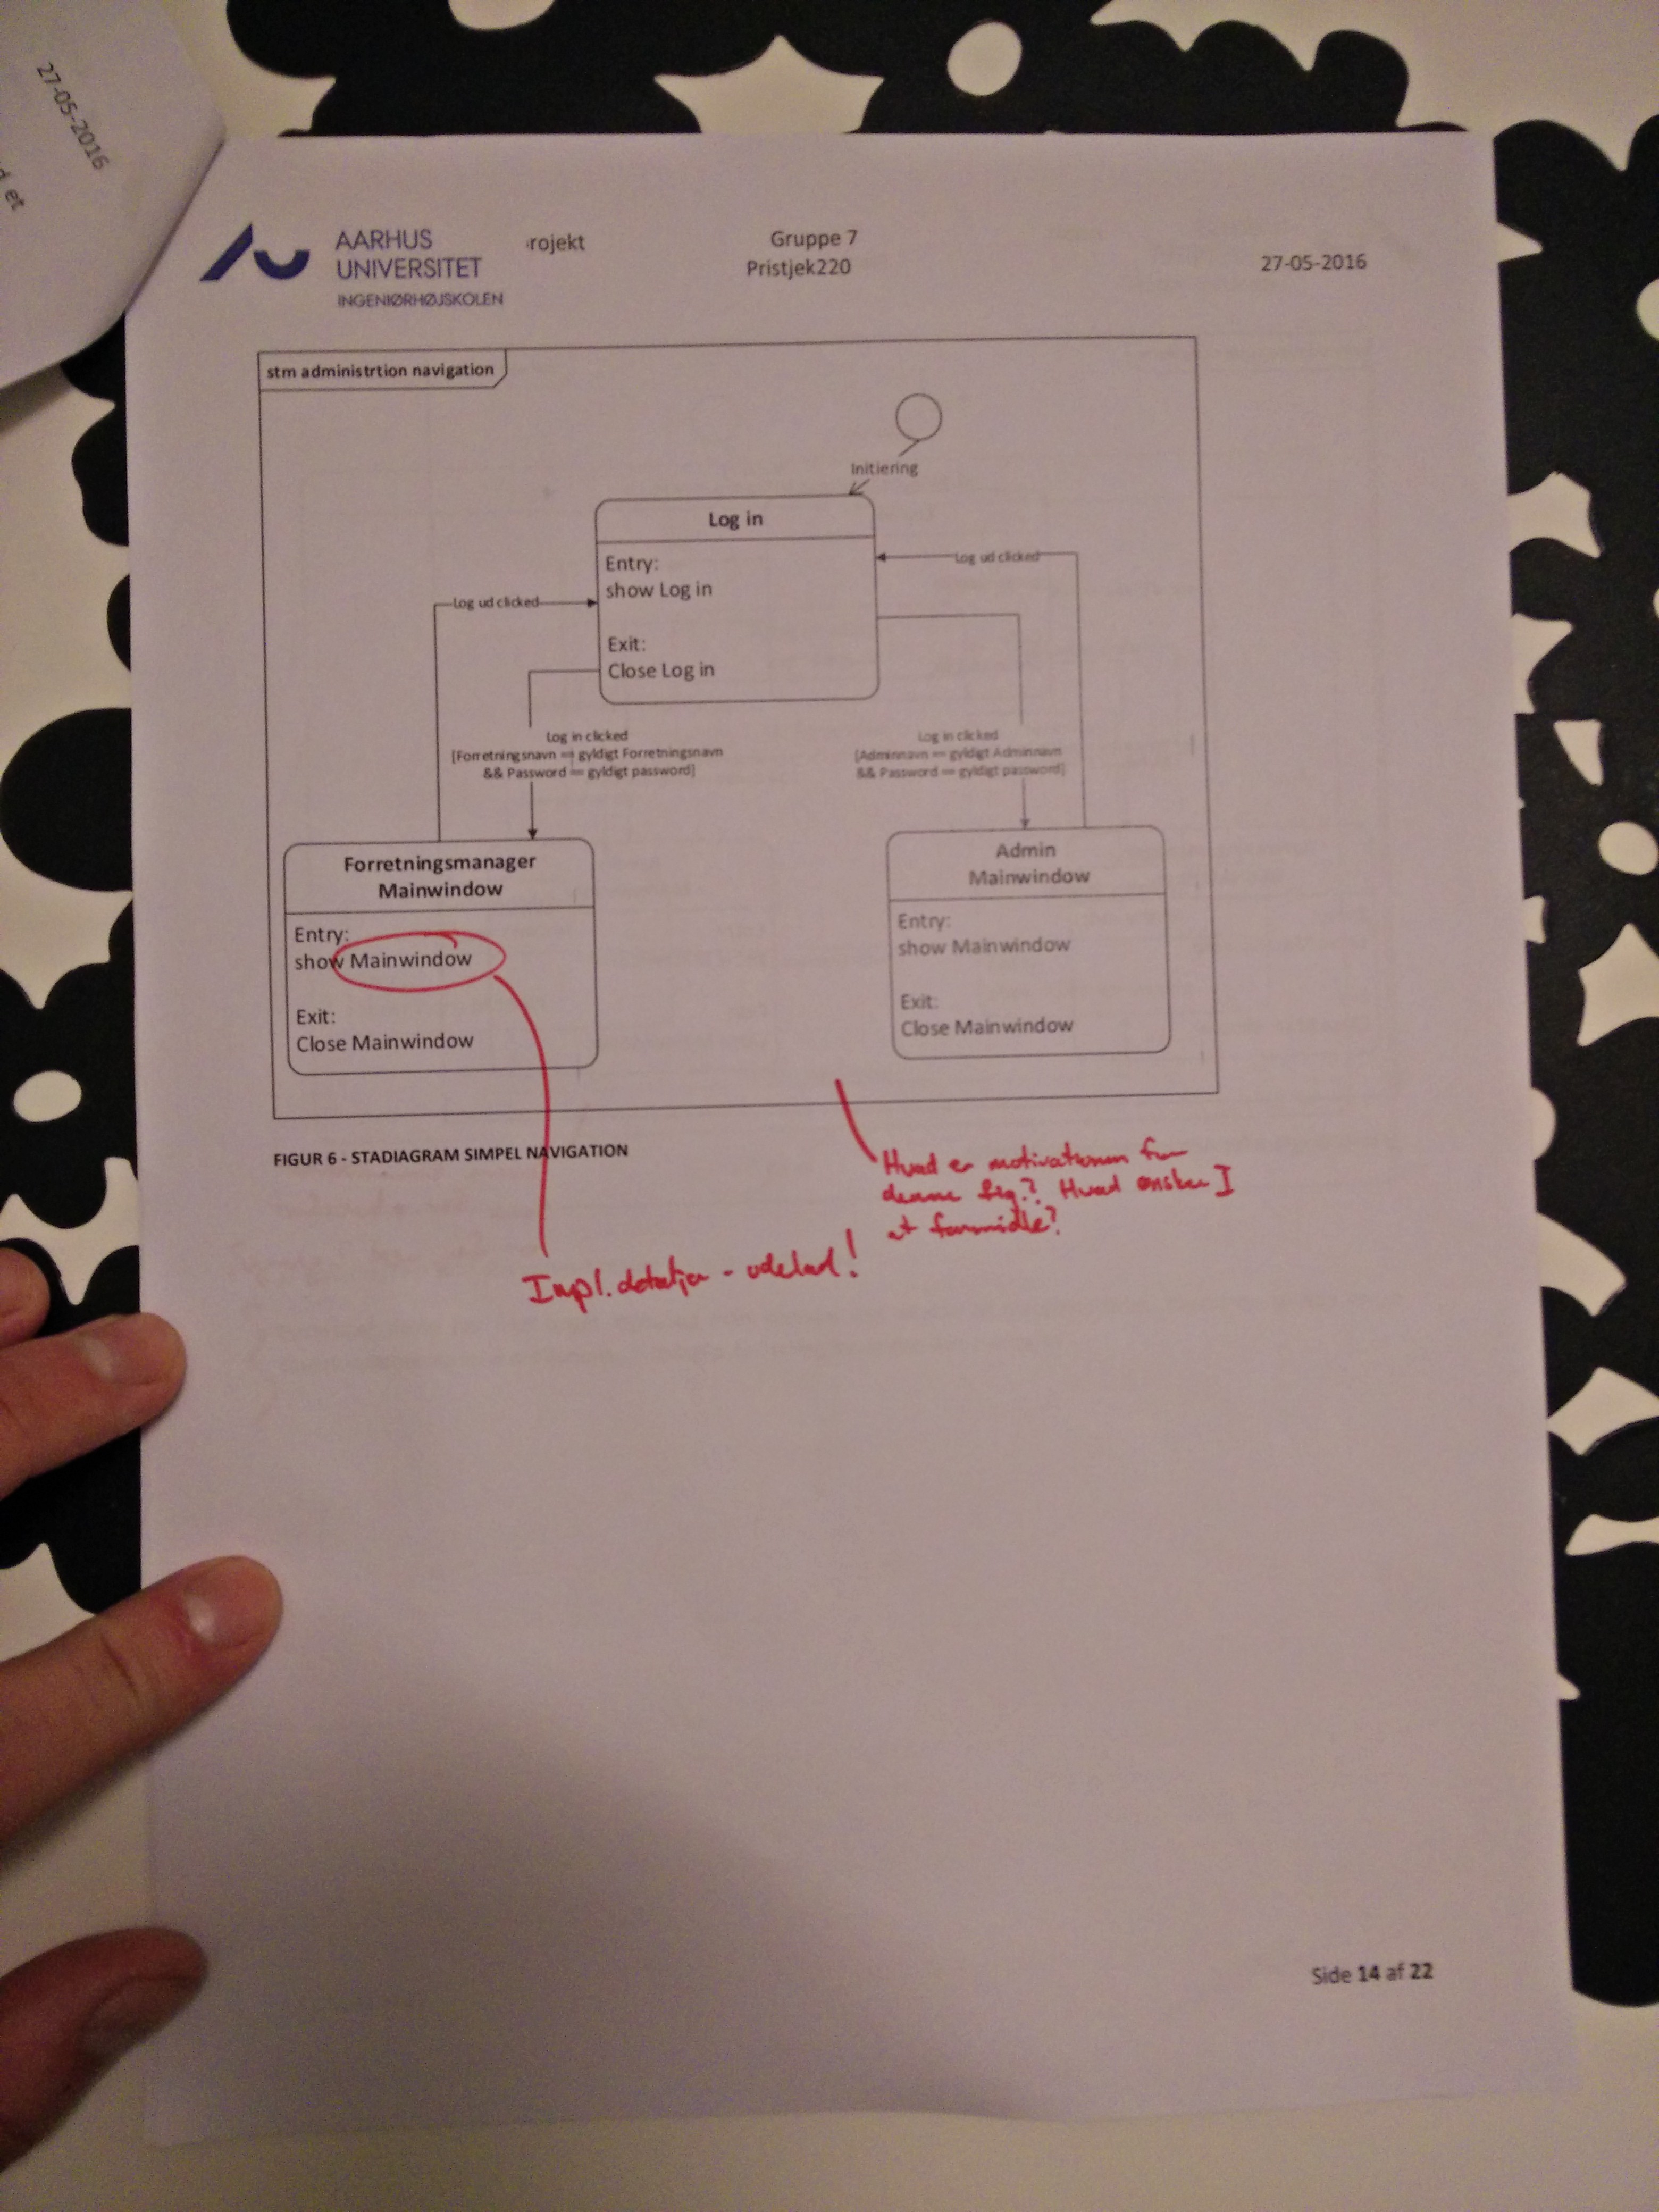 27-05-2016
et
AARHUS
UNIVERSITET
INGENIØRHØJSKOLEN
rojekt
Gruppe 7
Pristjek220
27-05-2016
stm administrtion navigation
Initiering
Log in
Entry:
show Log in
Exit:
Close Log in
Log ud clicked
Log ud clicked
Log in clicked
[Forretningsnavn == gyldigt Forretningsnavn
&& Password == gyldigt password]
Log in clicked
[Adminnavn == gyldigt Adminnavn
&& Password == gyldigt password]
Forretningsmanager
Mainwindow
Entry:
show Mainwindow
Exit:
Close Mainwindow
Admin
Mainwindow
Entry:
show Mainwindow
Exit:
Close Mainwindow
FIGUR 6 - STADIAGRAM SIMPEL NAVIGATION
Hvad er motivationen for
denne fig.? Hvad ønsker I
at formidle?
Impl. detalje - udelad!
Side 14 af 22